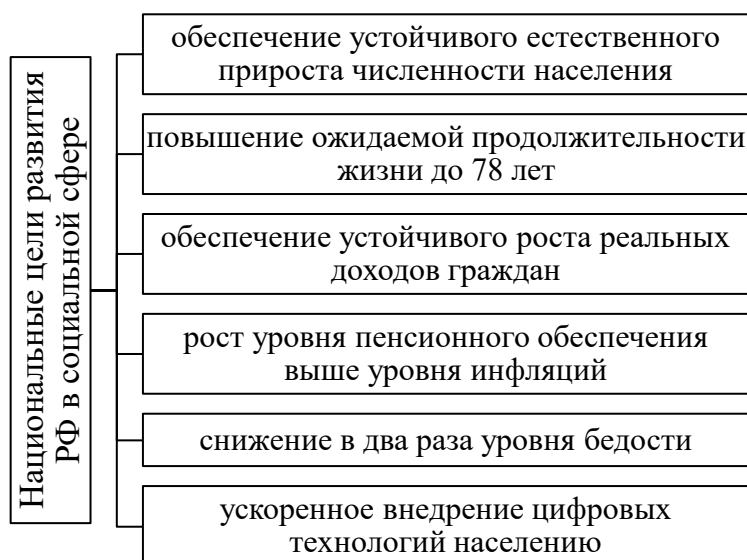 Национальные цели развития
РФ в социальной сфере
обеспечение устойчивого естественного
прироста численности населения
повышение ожидаемой продолжительности
жизни до 78 лет
обеспечение устойчивого роста реальных
доходов граждан
рост уровня пенсионного обеспечения
выше уровня инфляций
снижение в два раза уровня бедости
ускоренное внедрение цифровых
технологий населению